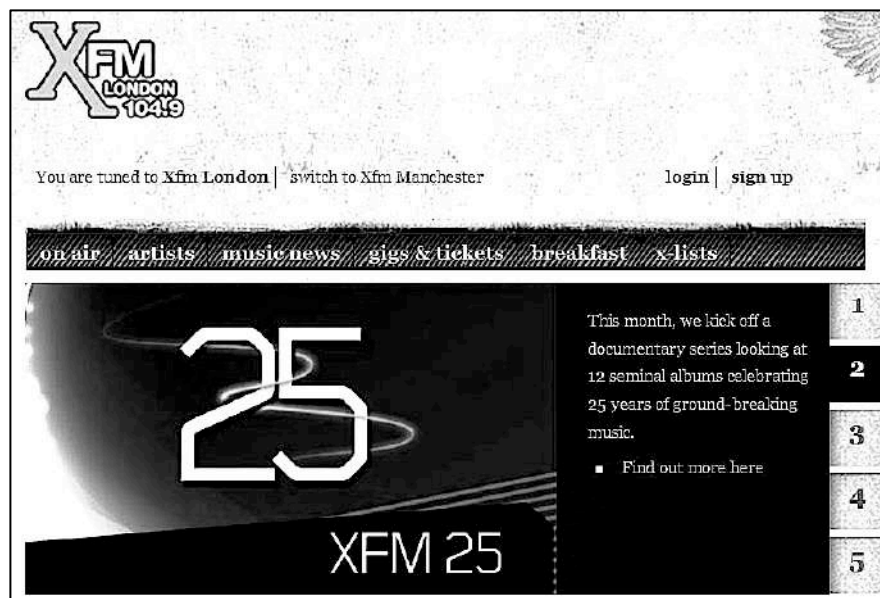 XFM
LONDON
104.9
You are tuned to Xfm London | switch to Xfm Manchester
login | sign up
on air artists music news gigs & tickets breakfast x-lists
25
XFM 25
This month, we kick off a
documentary series looking at
12 seminal albums celebrating
25 years of ground-breaking
music.
▪ Find out more here
1
2
3
4
5